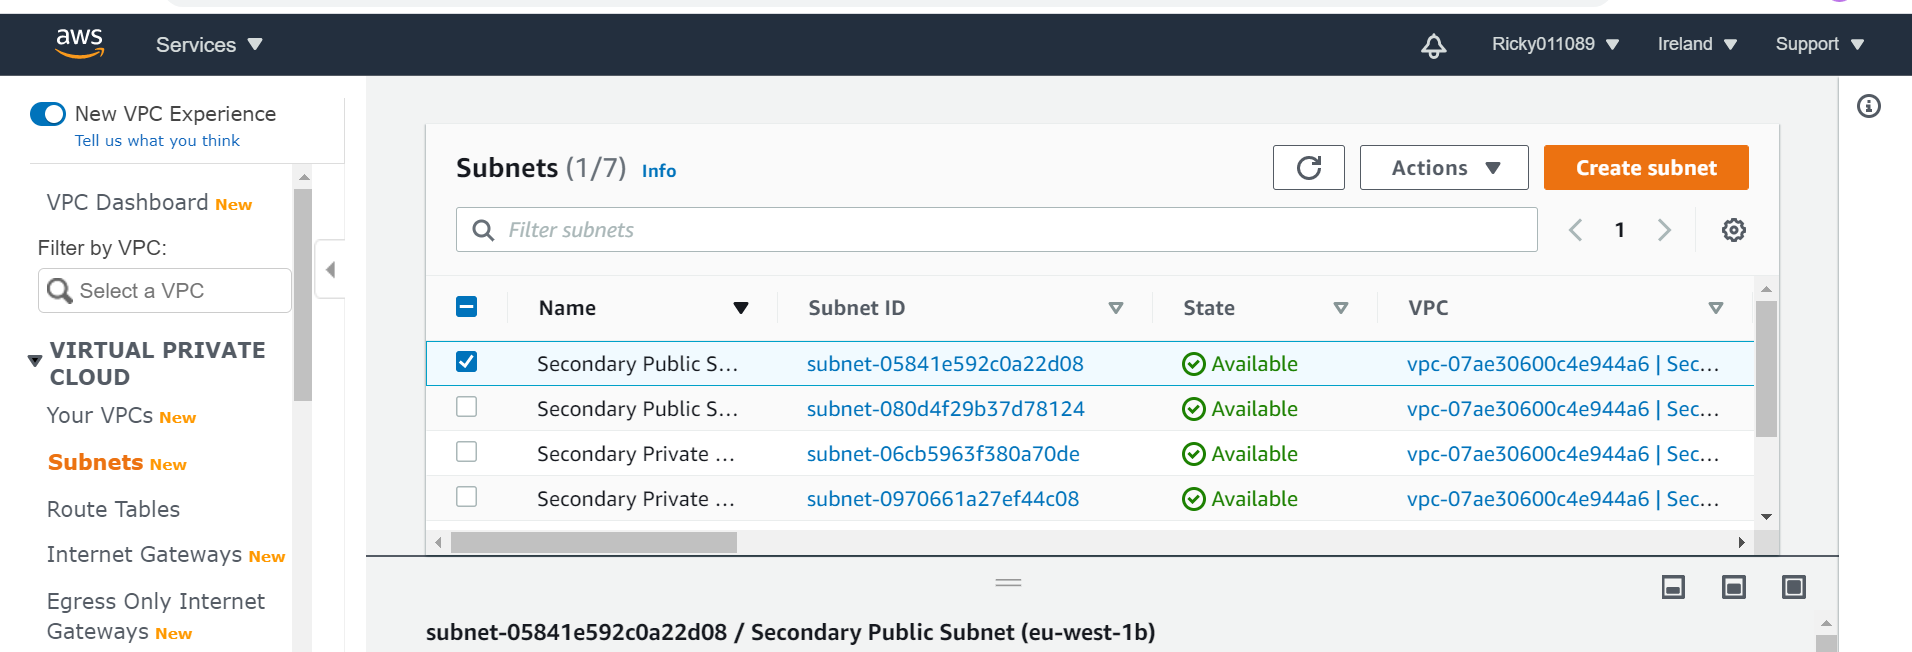 aws Services Ricky011089 Ireland Support
New VPC Experience
Tell us what you think
VPC Dashboard New
Filter by VPC:
Select a VPC
VIRTUAL PRIVATE
CLOUD
Your VPCs New
Subnets New
Route Tables
Internet Gateways New
Egress Only Internet
Gateways New
Subnets (1/7) Info
Actions
Create subnet
Filter subnets
1
Name Subnet ID State VPC
Secondary Public S... subnet-05841e592c0a22d08 Available vpc-07ae30600c4e944a6 | Sec...
Secondary Public S... subnet-080d4f29b37d78124 Available vpc-07ae30600c4e944a6 | Sec...
Secondary Private ... subnet-06cb5963f380a70de Available vpc-07ae30600c4e944a6 | Sec...
Secondary Private ... subnet-0970661a27ef44c08 Available vpc-07ae30600c4e944a6 | Sec...
subnet-05841e592c0a22d08 / Secondary Public Subnet (eu-west-1b)